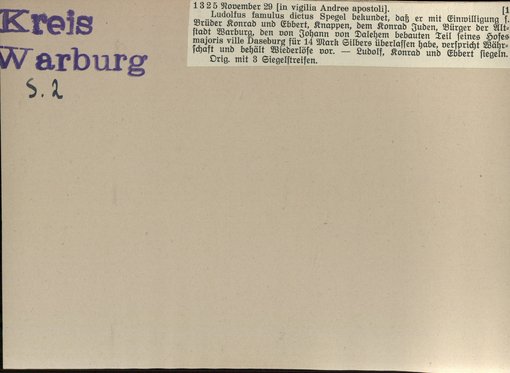 Kreis
Warburg
S. 2
1325 November 29 [in vigilia Andree apostoli]. [1
Ludolfus famulus dictus Spegel bekundet, daß er mit Einwilligung s.
Brüder Konrad und Ebbert, Knappen, dem Konrad Juden, Bürger der Alt-
stadt Warburg, den von Johann von Dalehem bebauten Teil seines Hofes
majoris ville Daseburg für 14 Mark Silbers überlassen habe, verspricht Währ-
schaft und behält Wiederlöse vor. — Ludolf, Konrad und Ebbert siegeln.
Orig. mit 3 Siegelstreifen.